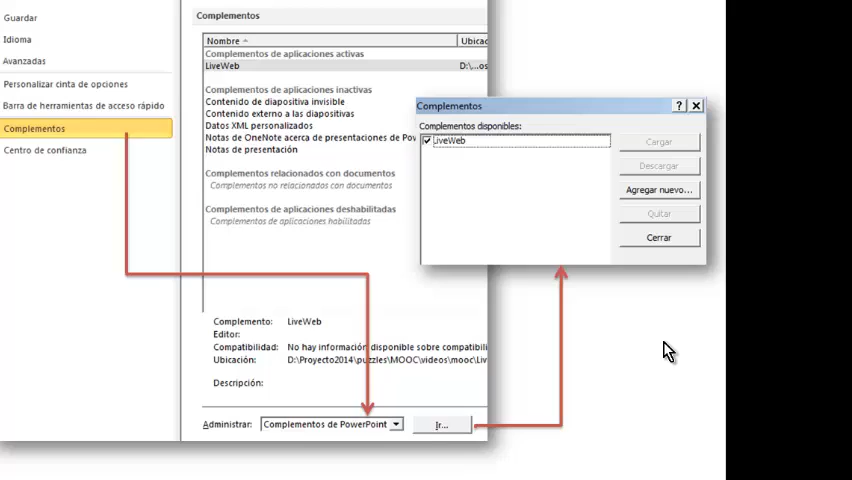 Guardar
Idioma
Avanzadas
Personalizar cinta de opciones
Barra de herramientas de acceso rápido
Complementos
Centro de confianza
Complementos
Nombre Ubicac
Complementos de aplicaciones activas
LiveWeb D:\...os
Complementos de aplicaciones inactivas
Contenido de diapositiva invisible
Contenido externo a las diapositivas
Datos XML personalizados
Notas de OneNote acerca de presentaciones de Pow
Notas de presentación
Complementos relacionados con documentos
Complementos no relacionados con documentos
Complementos de aplicaciones deshabilitadas
Complementos de aplicaciones habilitadas
Complemento: LiveWeb
Editor:
Compatibilidad: No hay información disponible sobre compatibili
Ubicación: D:\Proyecto2014\puzzles\MOOC\videos\mooc\Liv
Descripción:
Administrar: Complementos de PowerPoint Ir...
Complementos
Complementos disponibles:
LiveWeb
Cargar
Descargar
Agregar nuevo...
Quitar
Cerrar